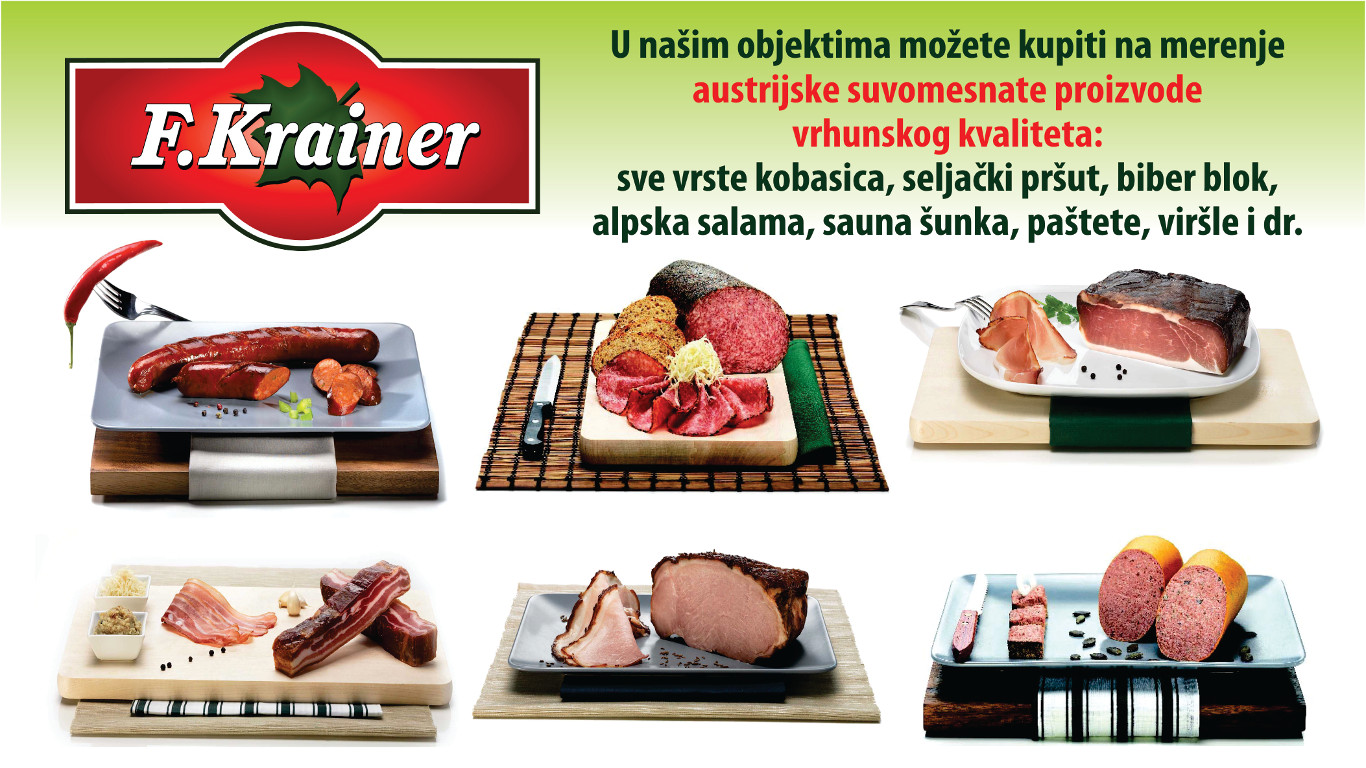 F.Krainer
U našim objektima možete kupiti na merenje
austrijske suvomesnate proizvode
vrhunskog kvaliteta:
sve vrste kobasica, seljački pršut, biber blok,
alpska salama, sauna šunka, paštete, viršle i dr.